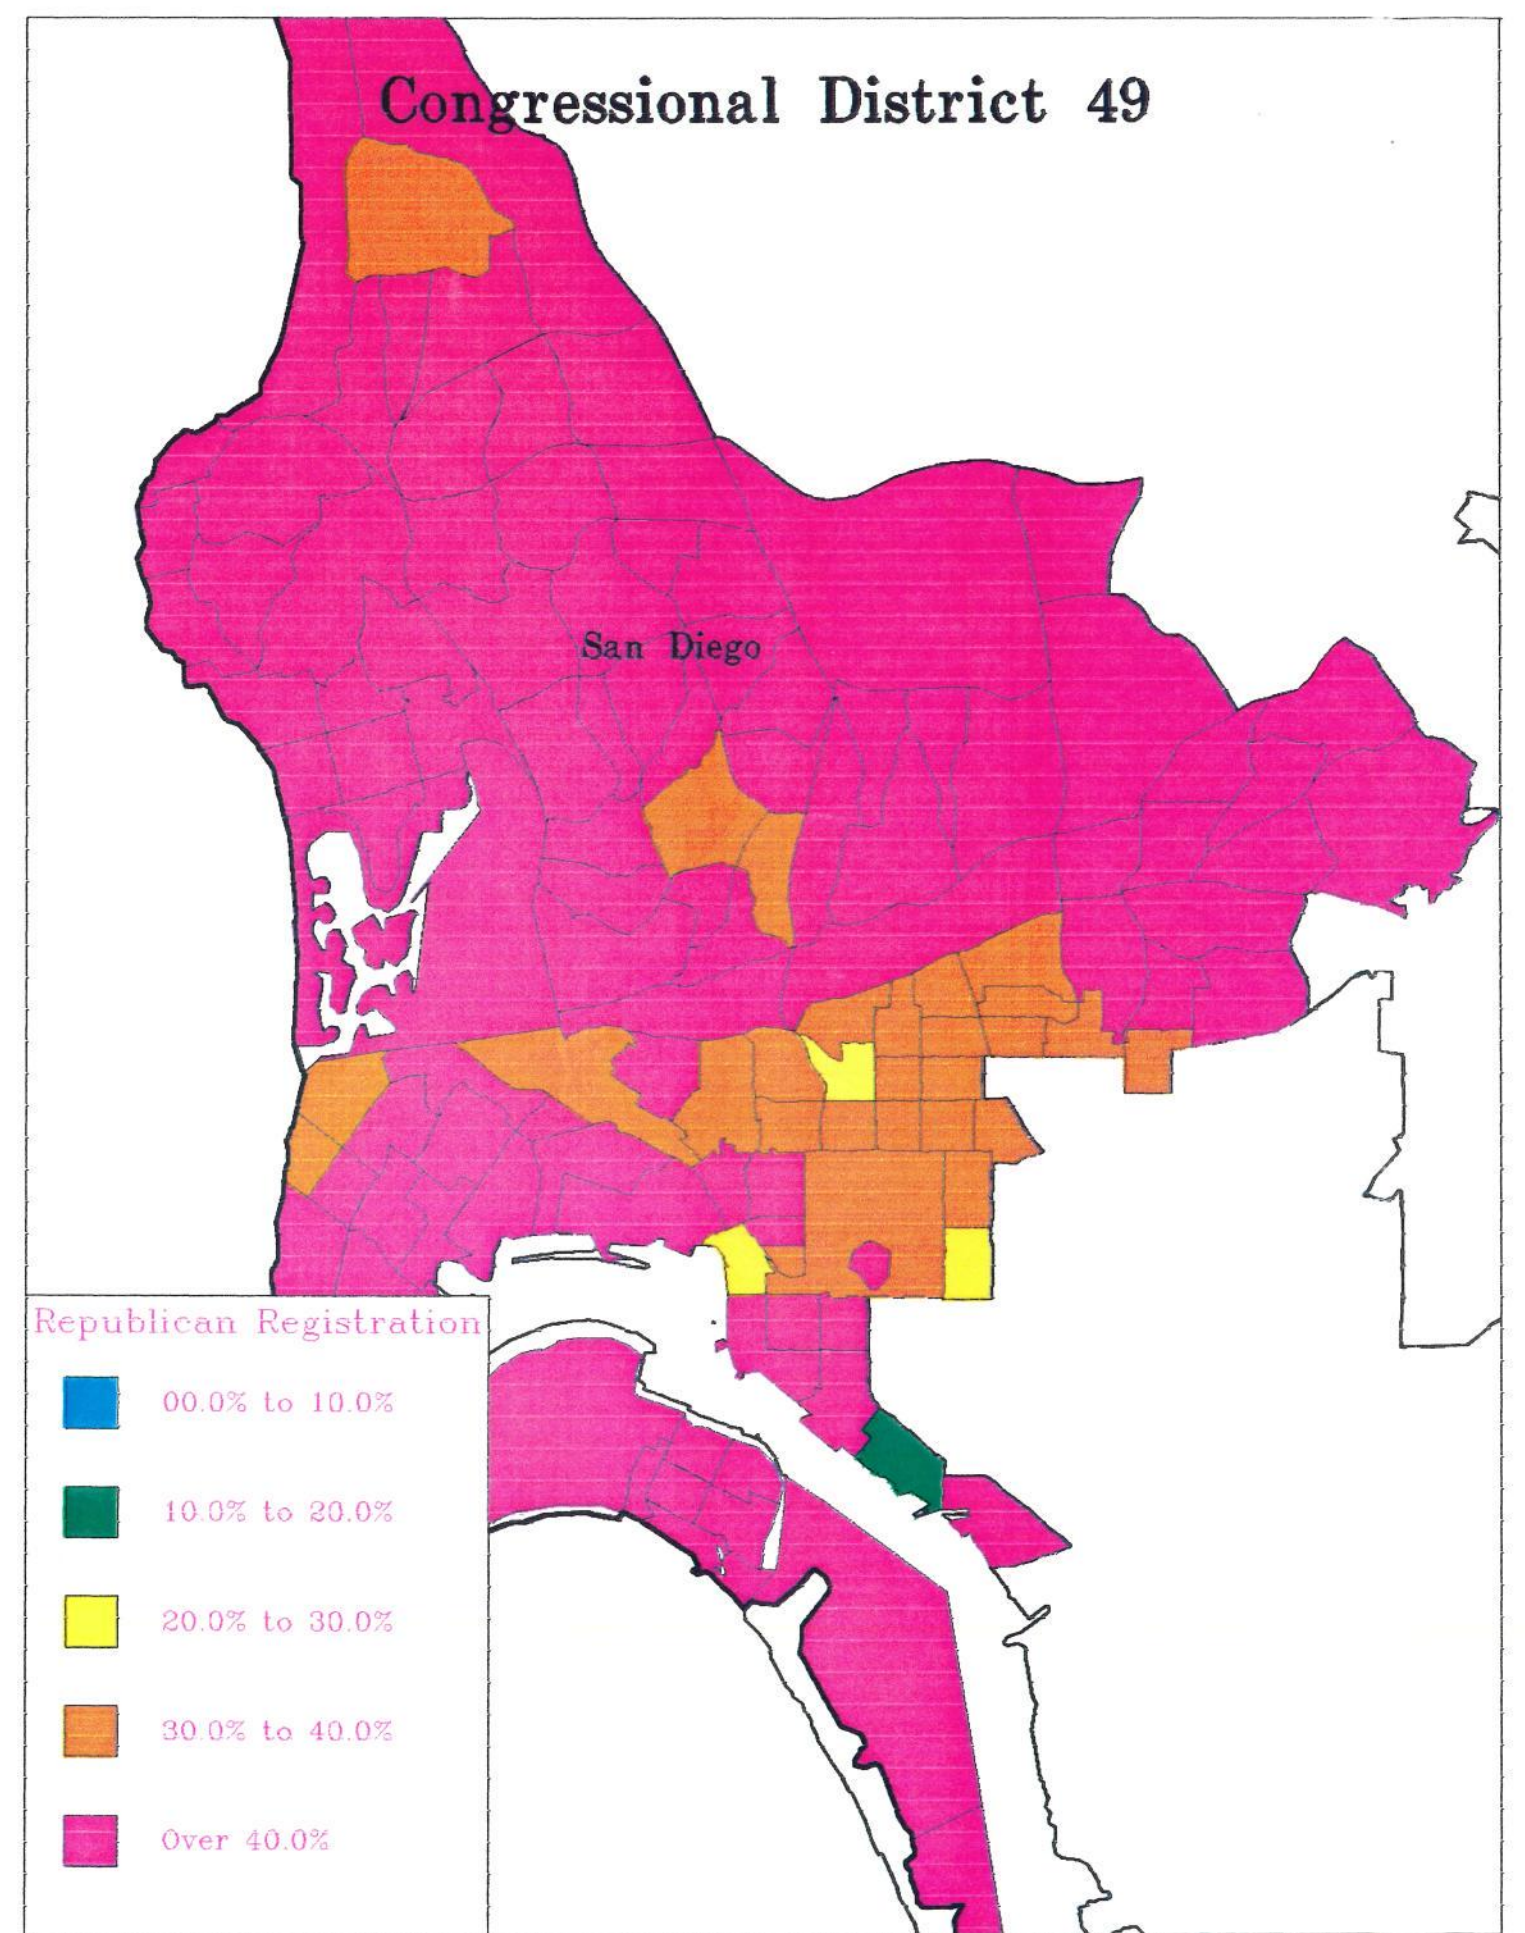 Congressional District 49
San Diego
Republican Registration
00.0% to 10.0%
10.0% to 20.0%
20.0% to 30.0%
30.0% to 40.0%
Over 40.0%